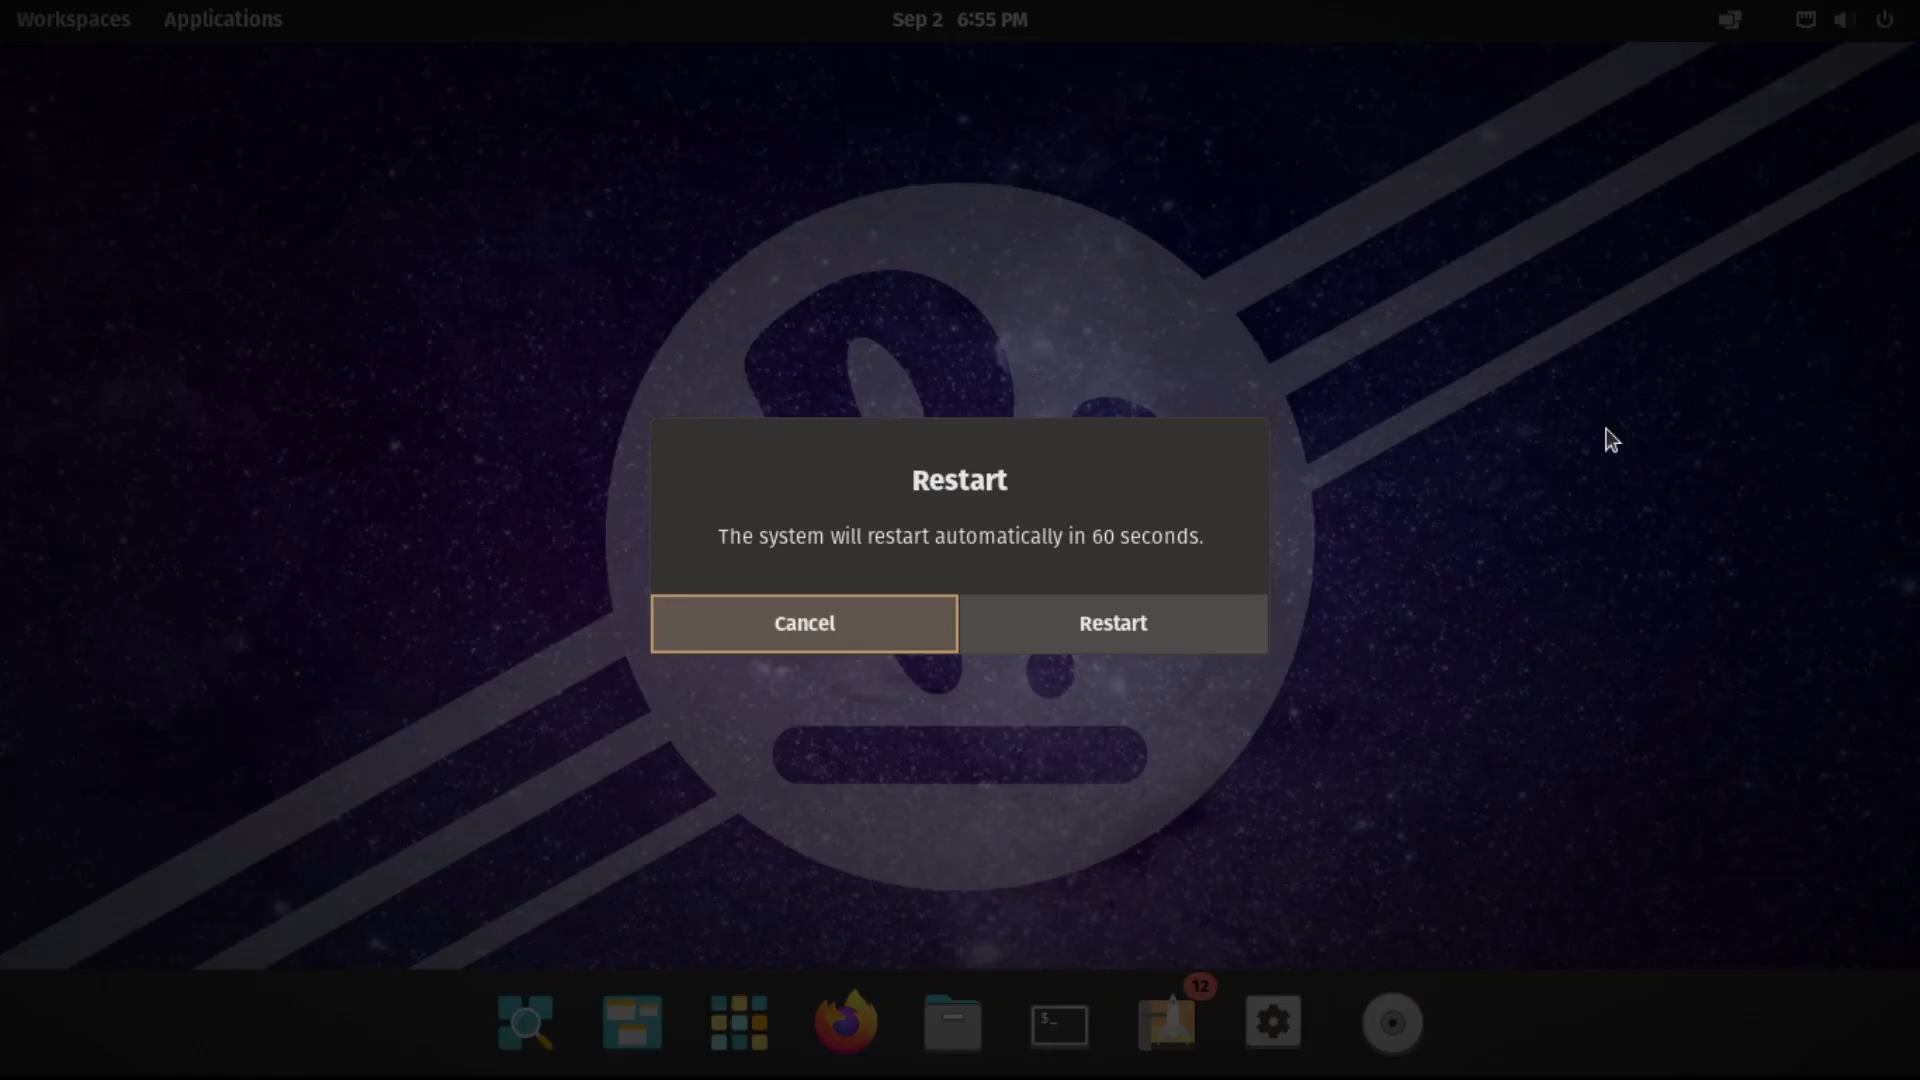 Workspaces Applications Sep 2 6:55 PM
Restart
The system will restart automatically in 60 seconds.
Cancel Restart
12
$_